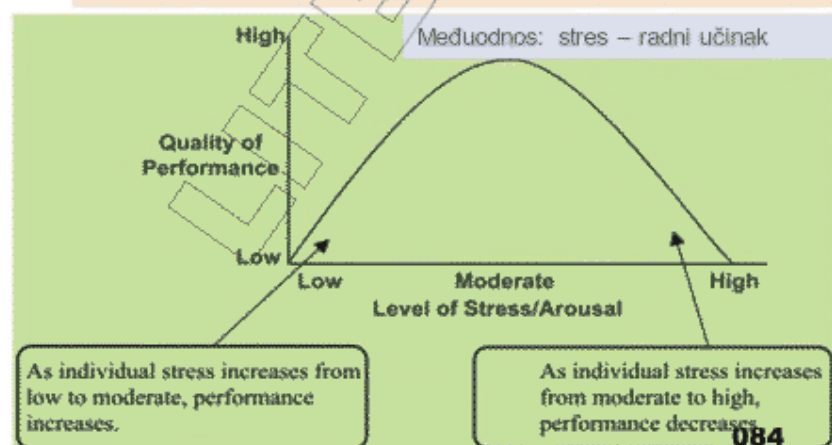 High
Međuodnos: stres – radni učinak
Quality of
Performance
Low
Low
Moderate
High
Level of Stress/Arousal
As individual stress increases from
low to moderate, performance
increases.
As individual stress increases
from moderate to high,
performance decreases.
084